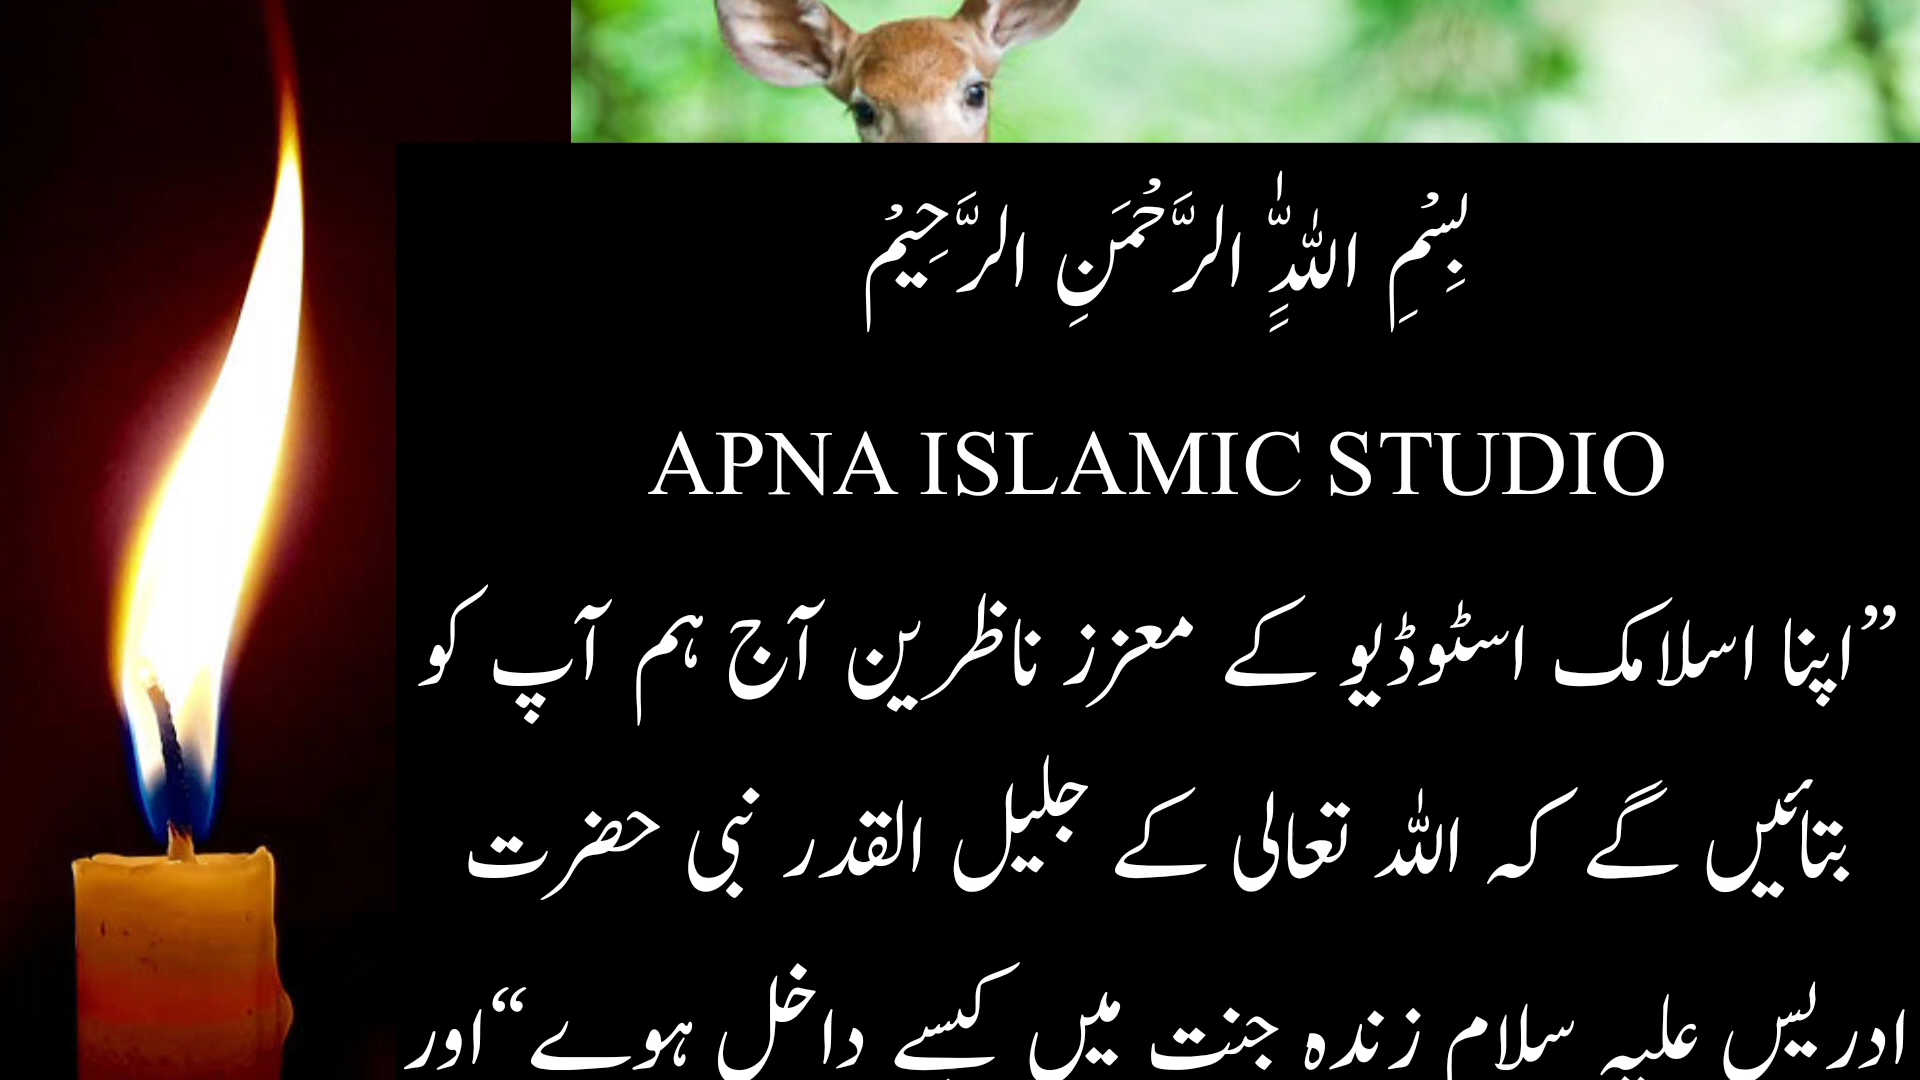 بِسْمِ اللهِّٰ الرَّحْمَنِ الرَّحِيْمُ
APNA ISLAMIC STUDIO
”اپنا اسلامک اسٹوڈیو کے معزز ناظرین آج ہم آپ کو
بتائیں گے کہ اللہ تعالی کے جلیل القدر نبی حضرت
ادریس علیہ سلام زندہ جنت میں کیسے داخل ہوے“اور